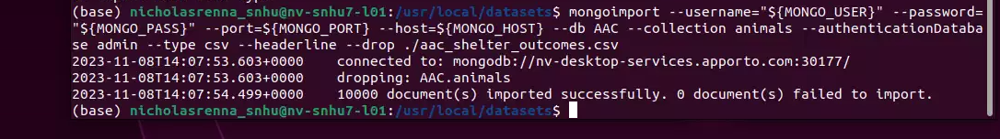 (base) nicholasrenna_snhu@nv-snhu7-l01:/usr/local/datasets$ mongoimport --username="${MONGO_USER}" --password=
"${MONGO_PASS}" --port=${MONGO_PORT} --host=${MONGO_HOST} --db AAC --collection animals --authenticationDataba
se admin --type csv --headerline --drop ./aac_shelter_outcomes.csv
2023-11-08T14:07:53.603+0000    connected to: mongodb://nv-desktop-services.apporto.com:30177/
2023-11-08T14:07:53.603+0000    dropping: AAC.animals
2023-11-08T14:07:54.499+0000    10000 document(s) imported successfully. 0 document(s) failed to import.
(base) nicholasrenna_snhu@nv-snhu7-l01:/usr/local/datasets$